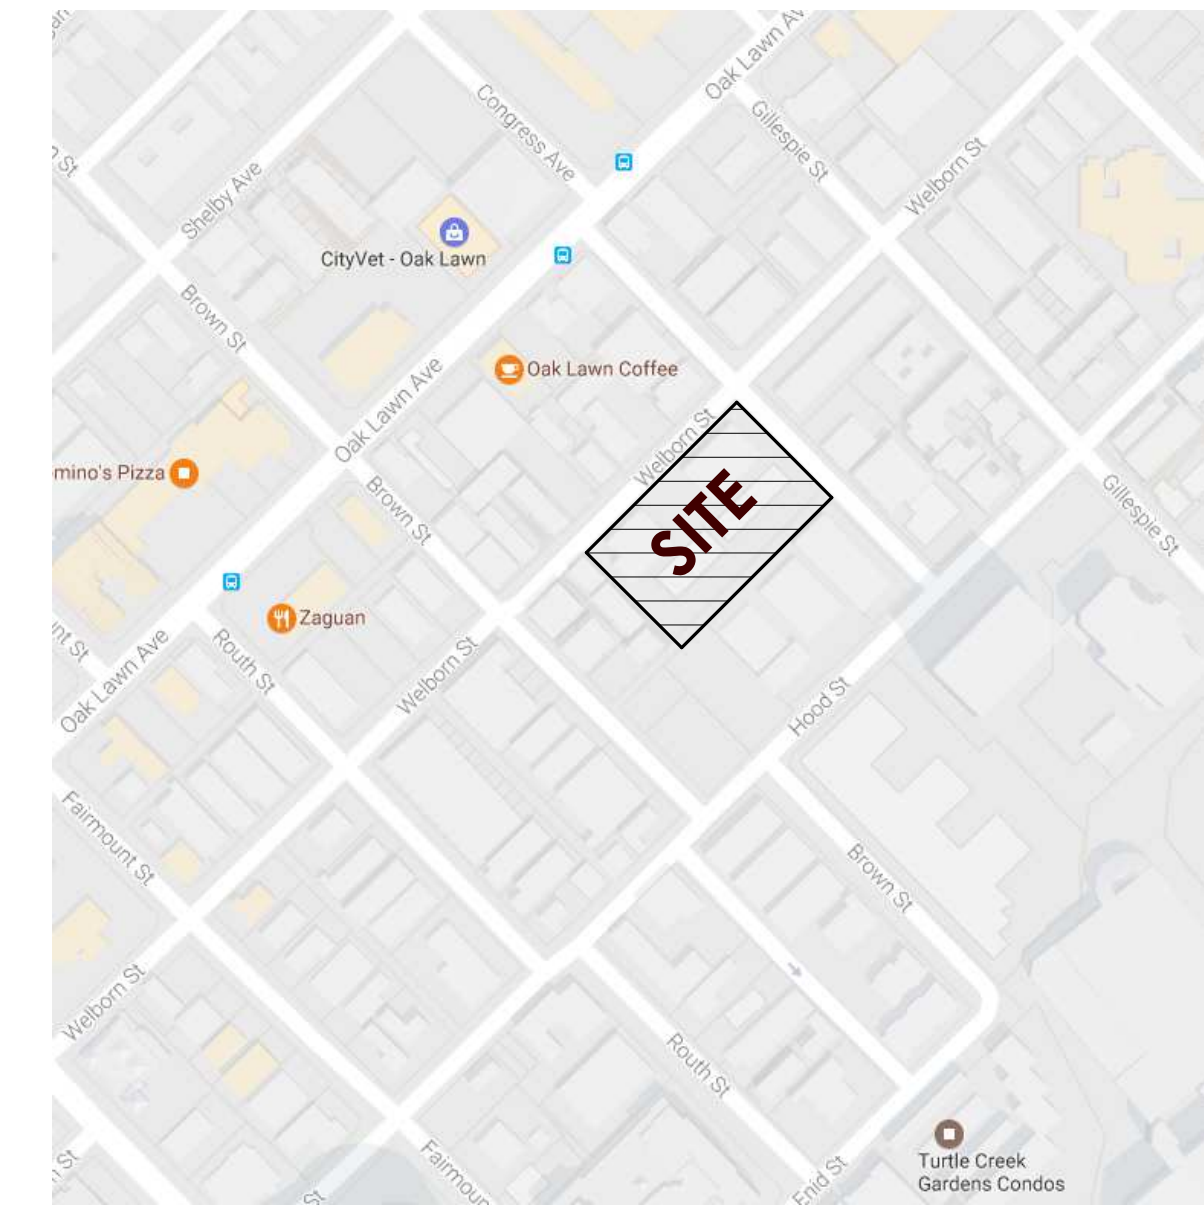 Oak Lawn Av
Congress Ave
Gillespie St
Welborn St
Shelby Ave
CityVet - Oak Lawn
Brown St
Oak Lawn Coffee
Oak Lawn Ave
Welborn St
mino's Pizza
SITE
Brown St
Gillespie St
Zaguan
Routh St
Oak Lawn Ave
Welborn St
Hood St
Fairmount St
Brown St
Welborn St
Routh St
Turtle Creek
Gardens Condos
Fairmoun
Enid St
St